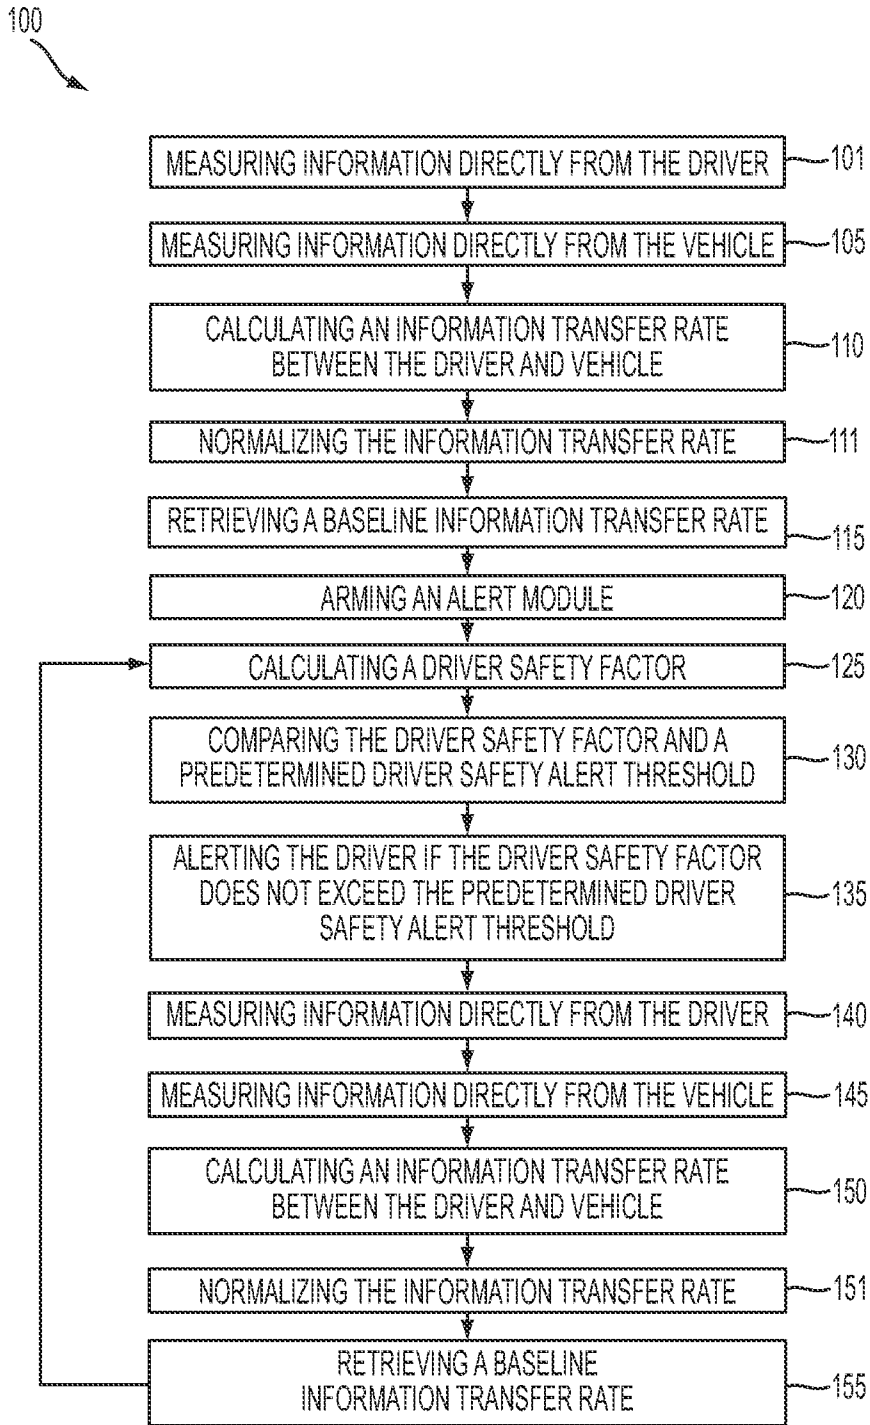 100
MEASURING INFORMATION DIRECTLY FROM THE DRIVER
101
MEASURING INFORMATION DIRECTLY FROM THE VEHICLE
105
CALCULATING AN INFORMATION TRANSFER RATE
BETWEEN THE DRIVER AND VEHICLE
110
NORMALIZING THE INFORMATION TRANSFER RATE
111
RETRIEVING A BASELINE INFORMATION TRANSFER RATE
115
ARMING AN ALERT MODULE
120
CALCULATING A DRIVER SAFETY FACTOR
125
COMPARING THE DRIVER SAFETY FACTOR AND A
PREDETERMINED DRIVER SAFETY ALERT THRESHOLD
130
ALERTING THE DRIVER IF THE DRIVER SAFETY FACTOR
DOES NOT EXCEED THE PREDETERMINED DRIVER
SAFETY ALERT THRESHOLD
135
MEASURING INFORMATION DIRECTLY FROM THE DRIVER
140
MEASURING INFORMATION DIRECTLY FROM THE VEHICLE
145
CALCULATING AN INFORMATION TRANSFER RATE
BETWEEN THE DRIVER AND VEHICLE
150
NORMALIZING THE INFORMATION TRANSFER RATE
151
RETRIEVING A BASELINE
INFORMATION TRANSFER RATE
155